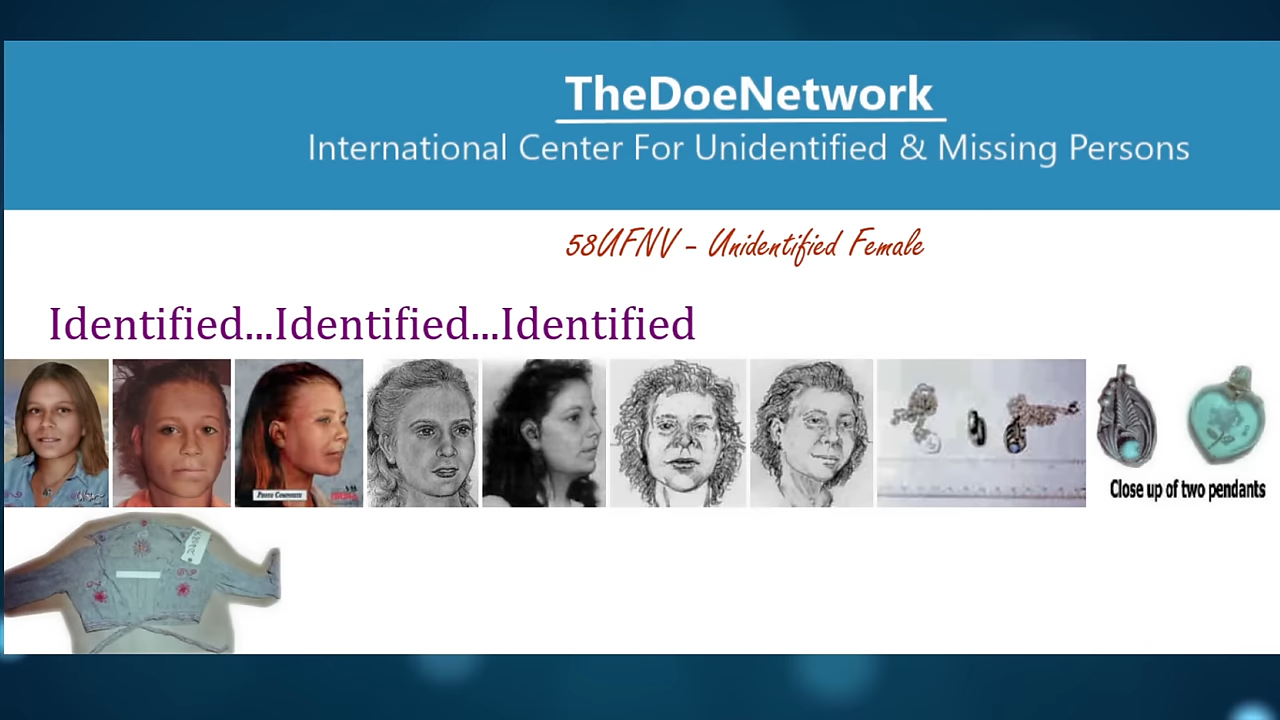 TheDoeNetwork
International Center For Unidentified & Missing Persons
58UFNV - Unidentified Female
Identified...Identified...Identified
Close up of two pendants